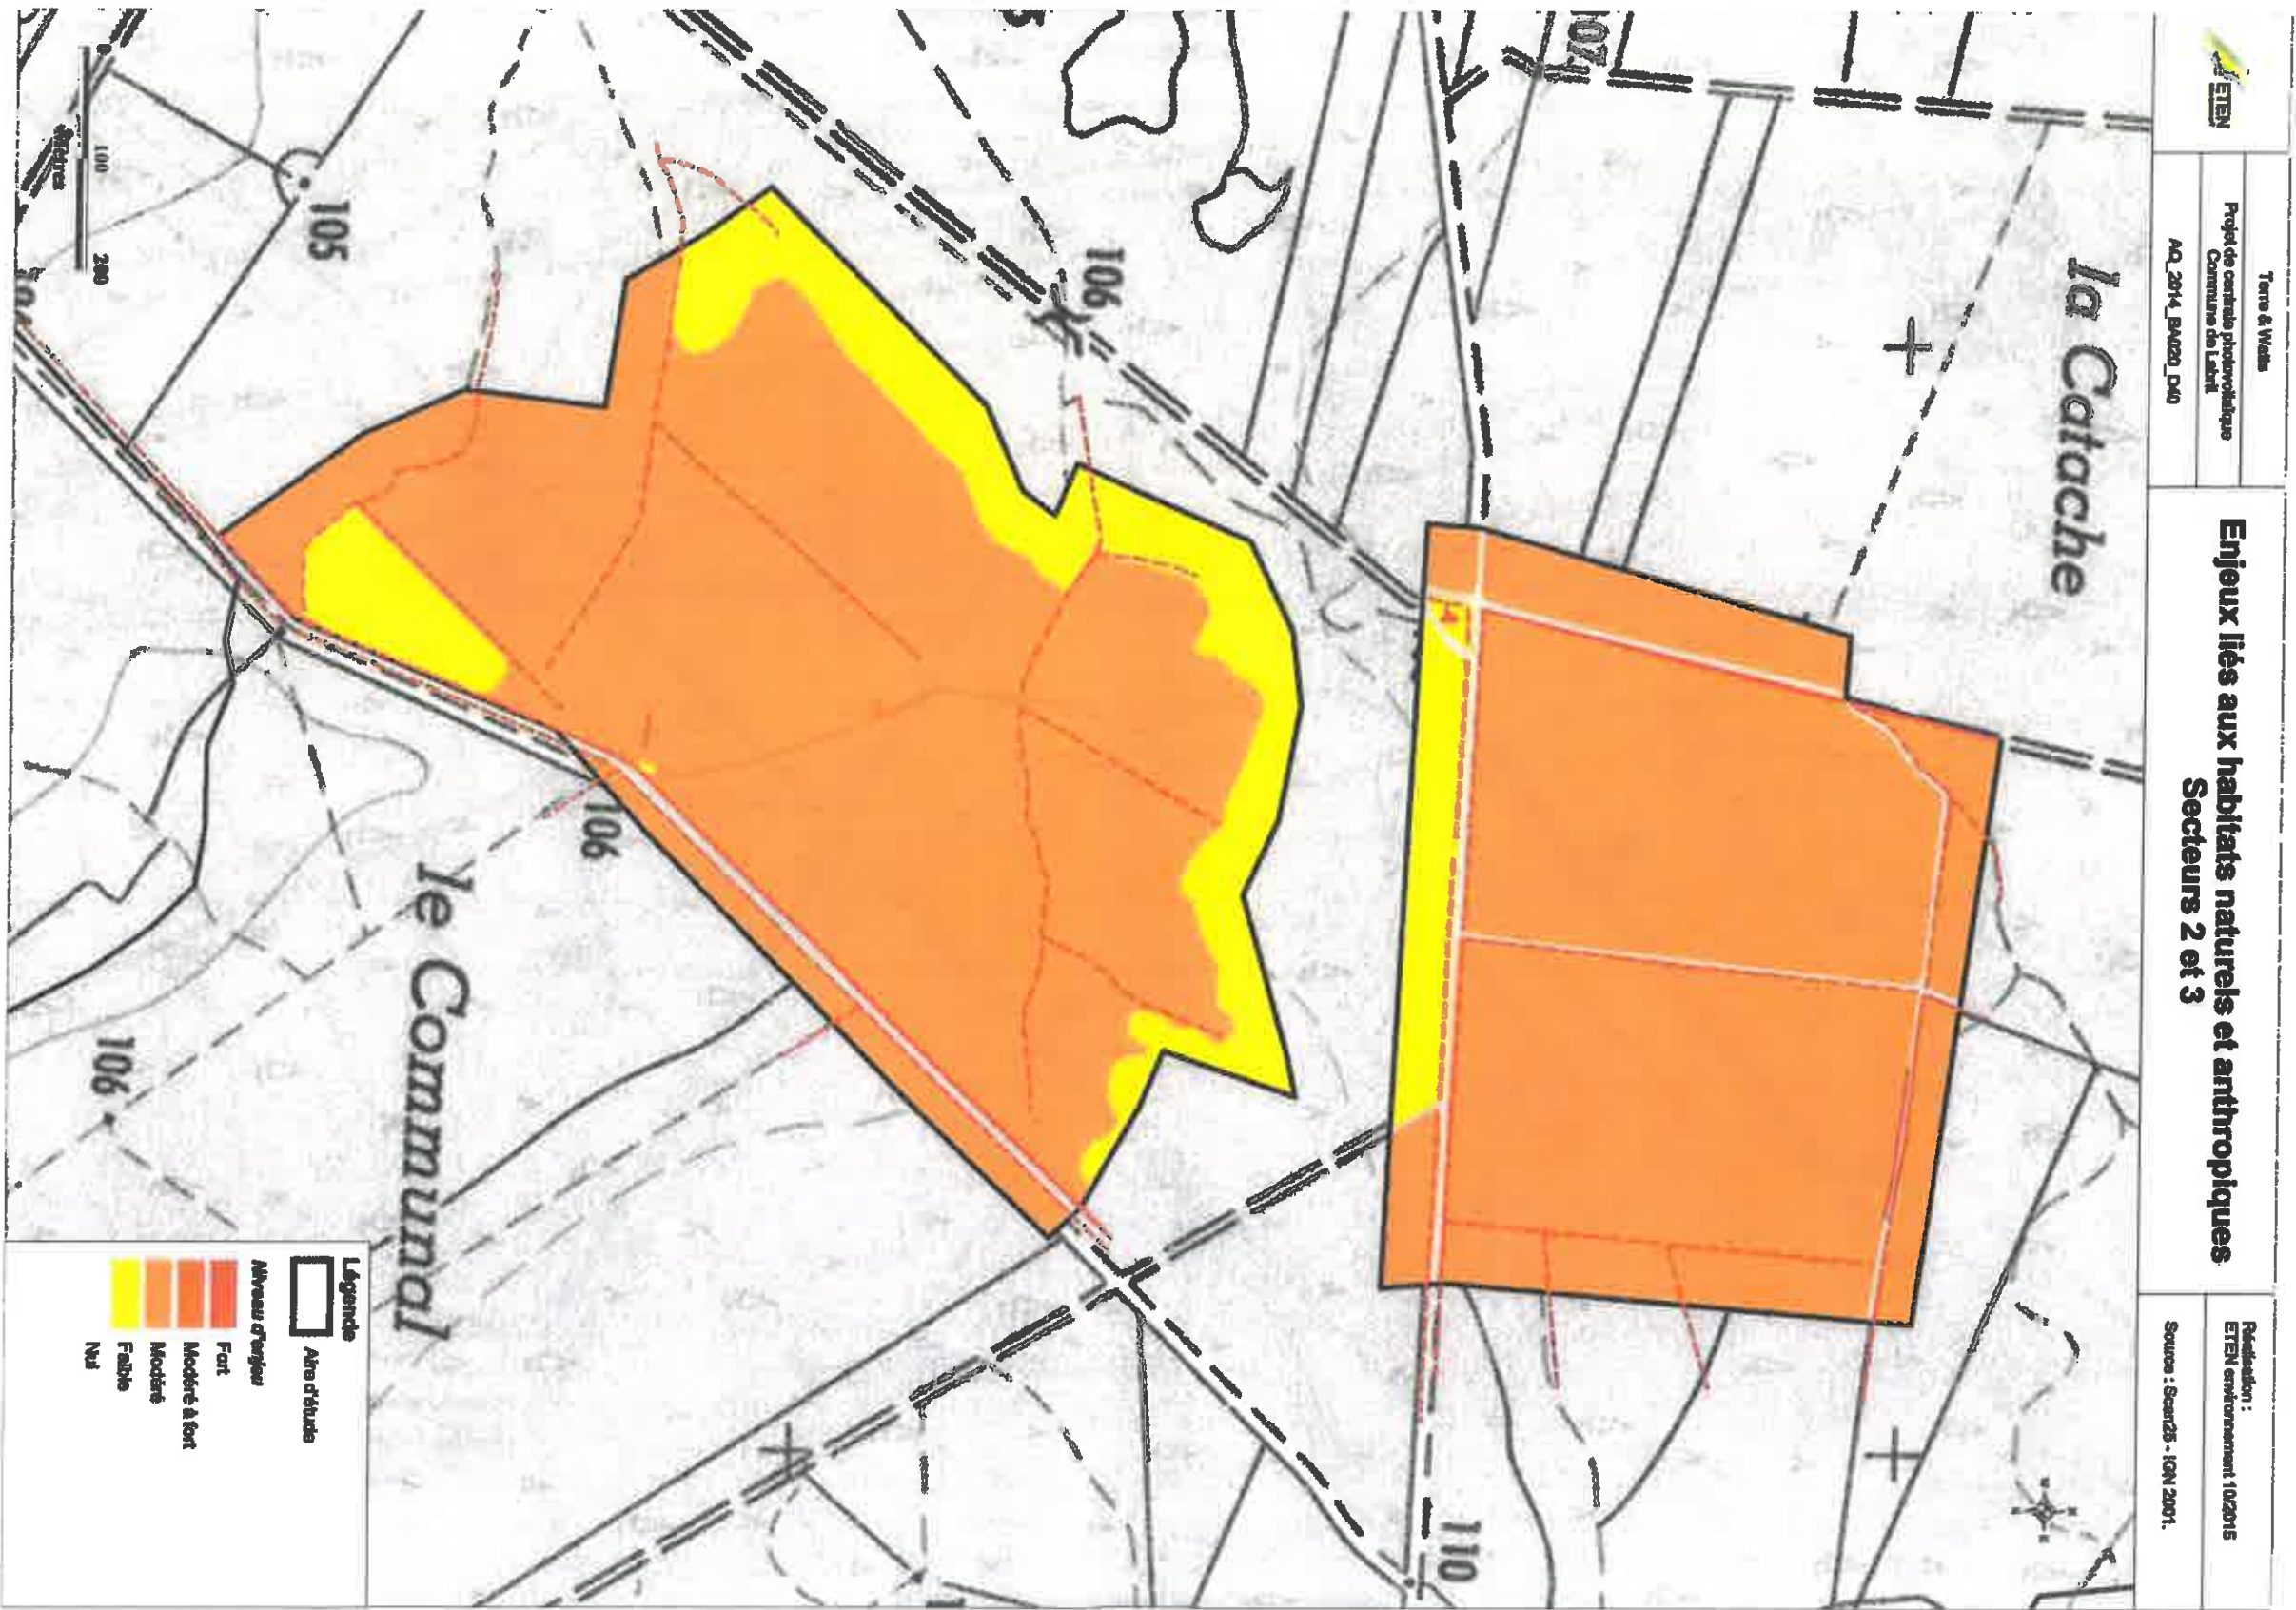 ETEN
Terre & Watts
Projet de centrale photovoltaïque
Commune de Labrit
AQ_2014_BA020_D40
Enjeux liés aux habitats naturels et anthropiques
Secteurs 2 et 3
Réalisation :
ETEN environnement 10/2015
Source : Scan25 - IGN 2001.
la Catache
107
106
105
106
110
le Communal
106
0
100
200
Mètres
Légende
Aire d'étude
Niveau d'enjeu
Fort
Modéré à fort
Modéré
Faible
Nul